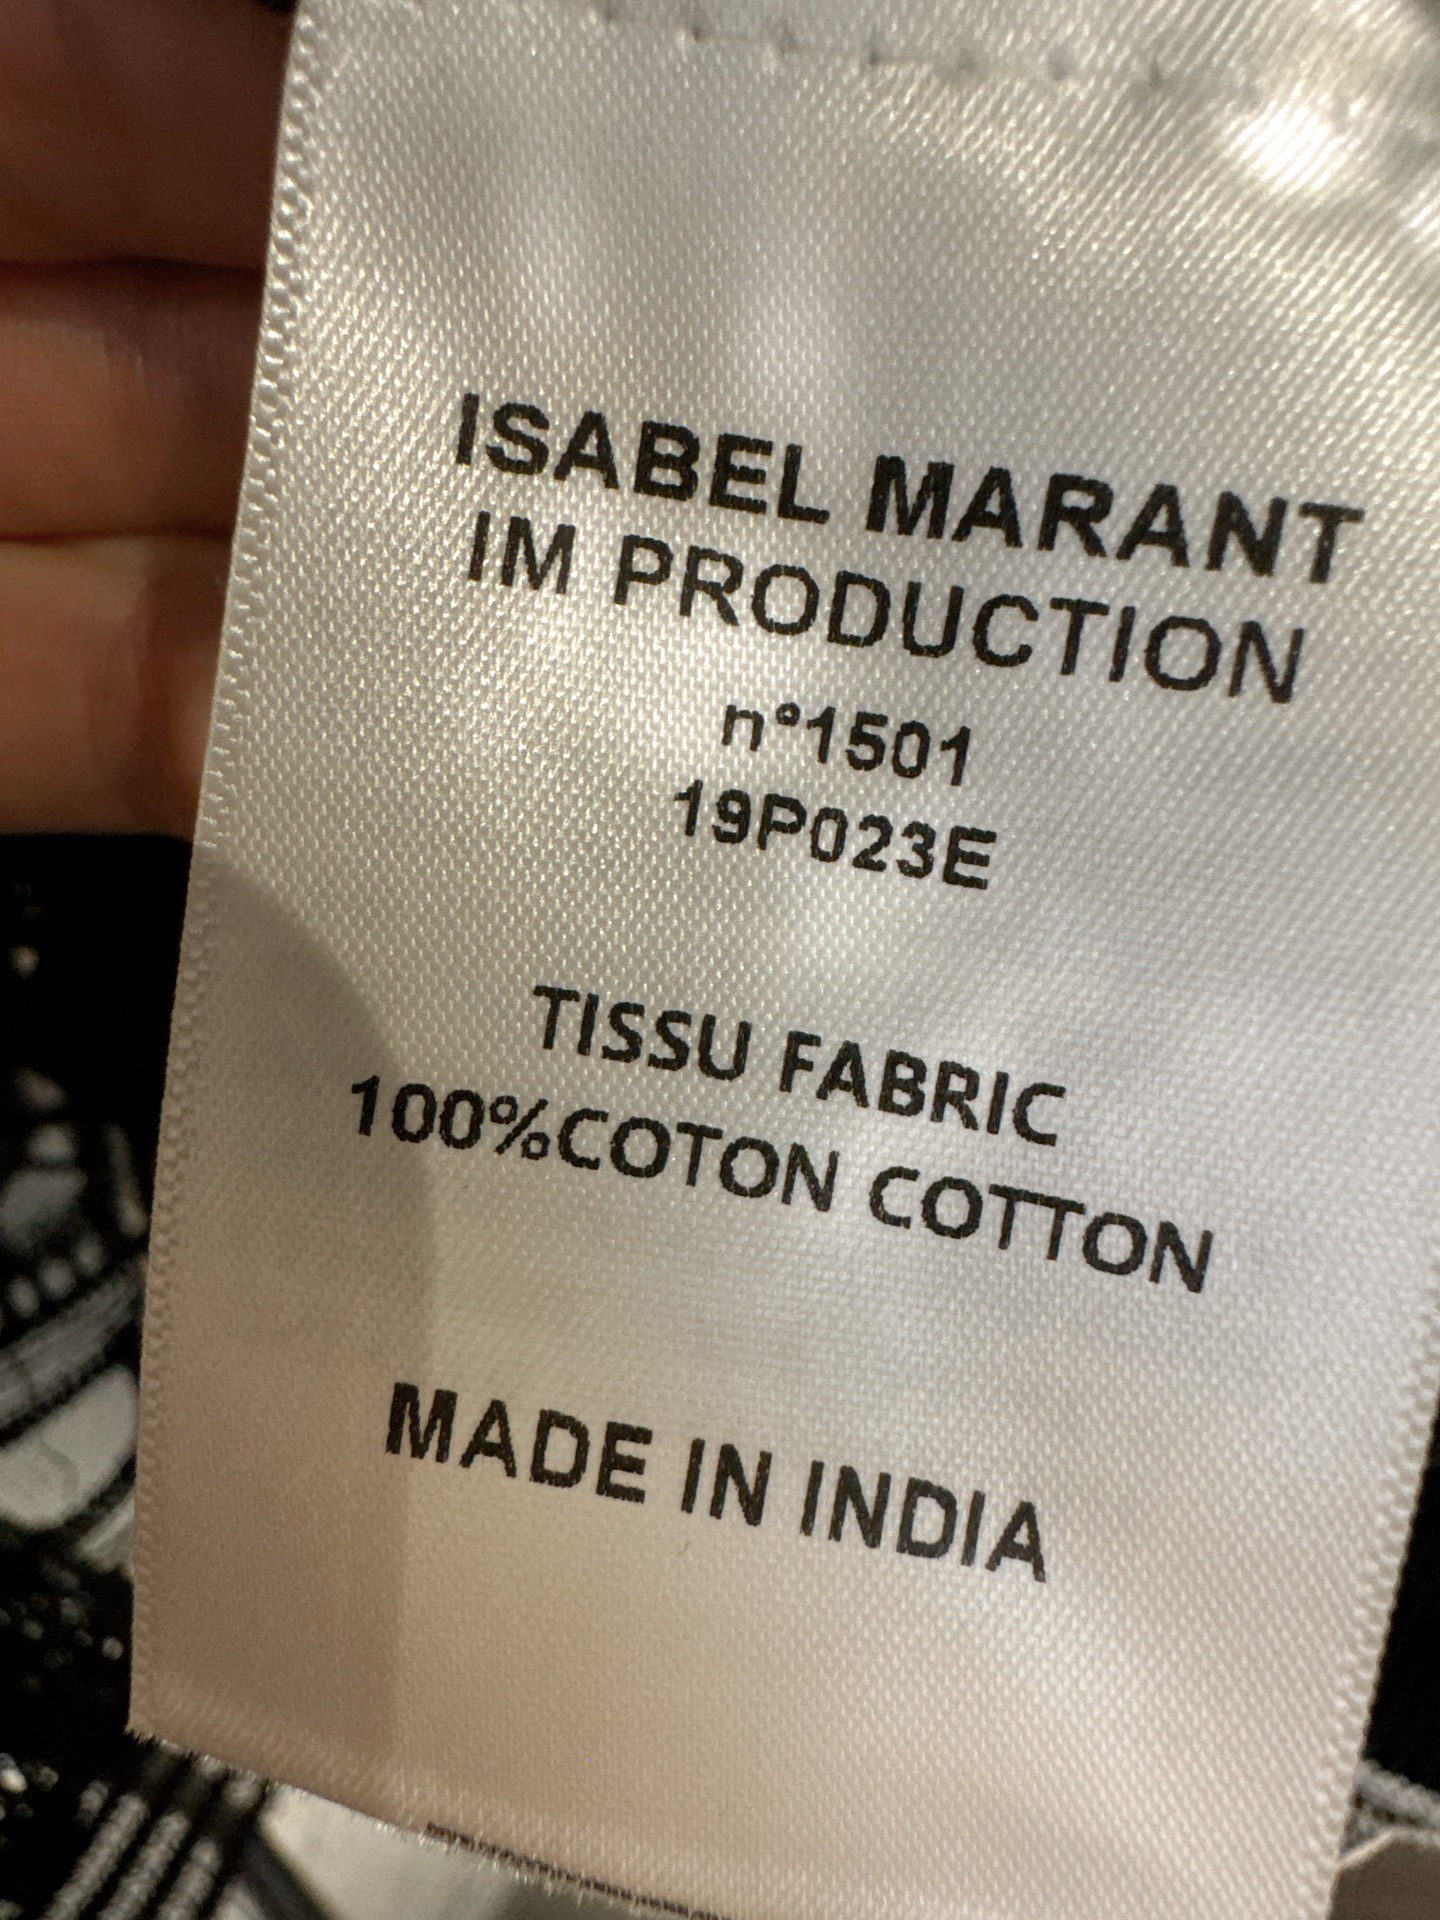 ISABEL MARANT
IM PRODUCTION
n°1501
19P023E
TISSU FABRIC
100%COTON COTTON
MADE IN INDIA